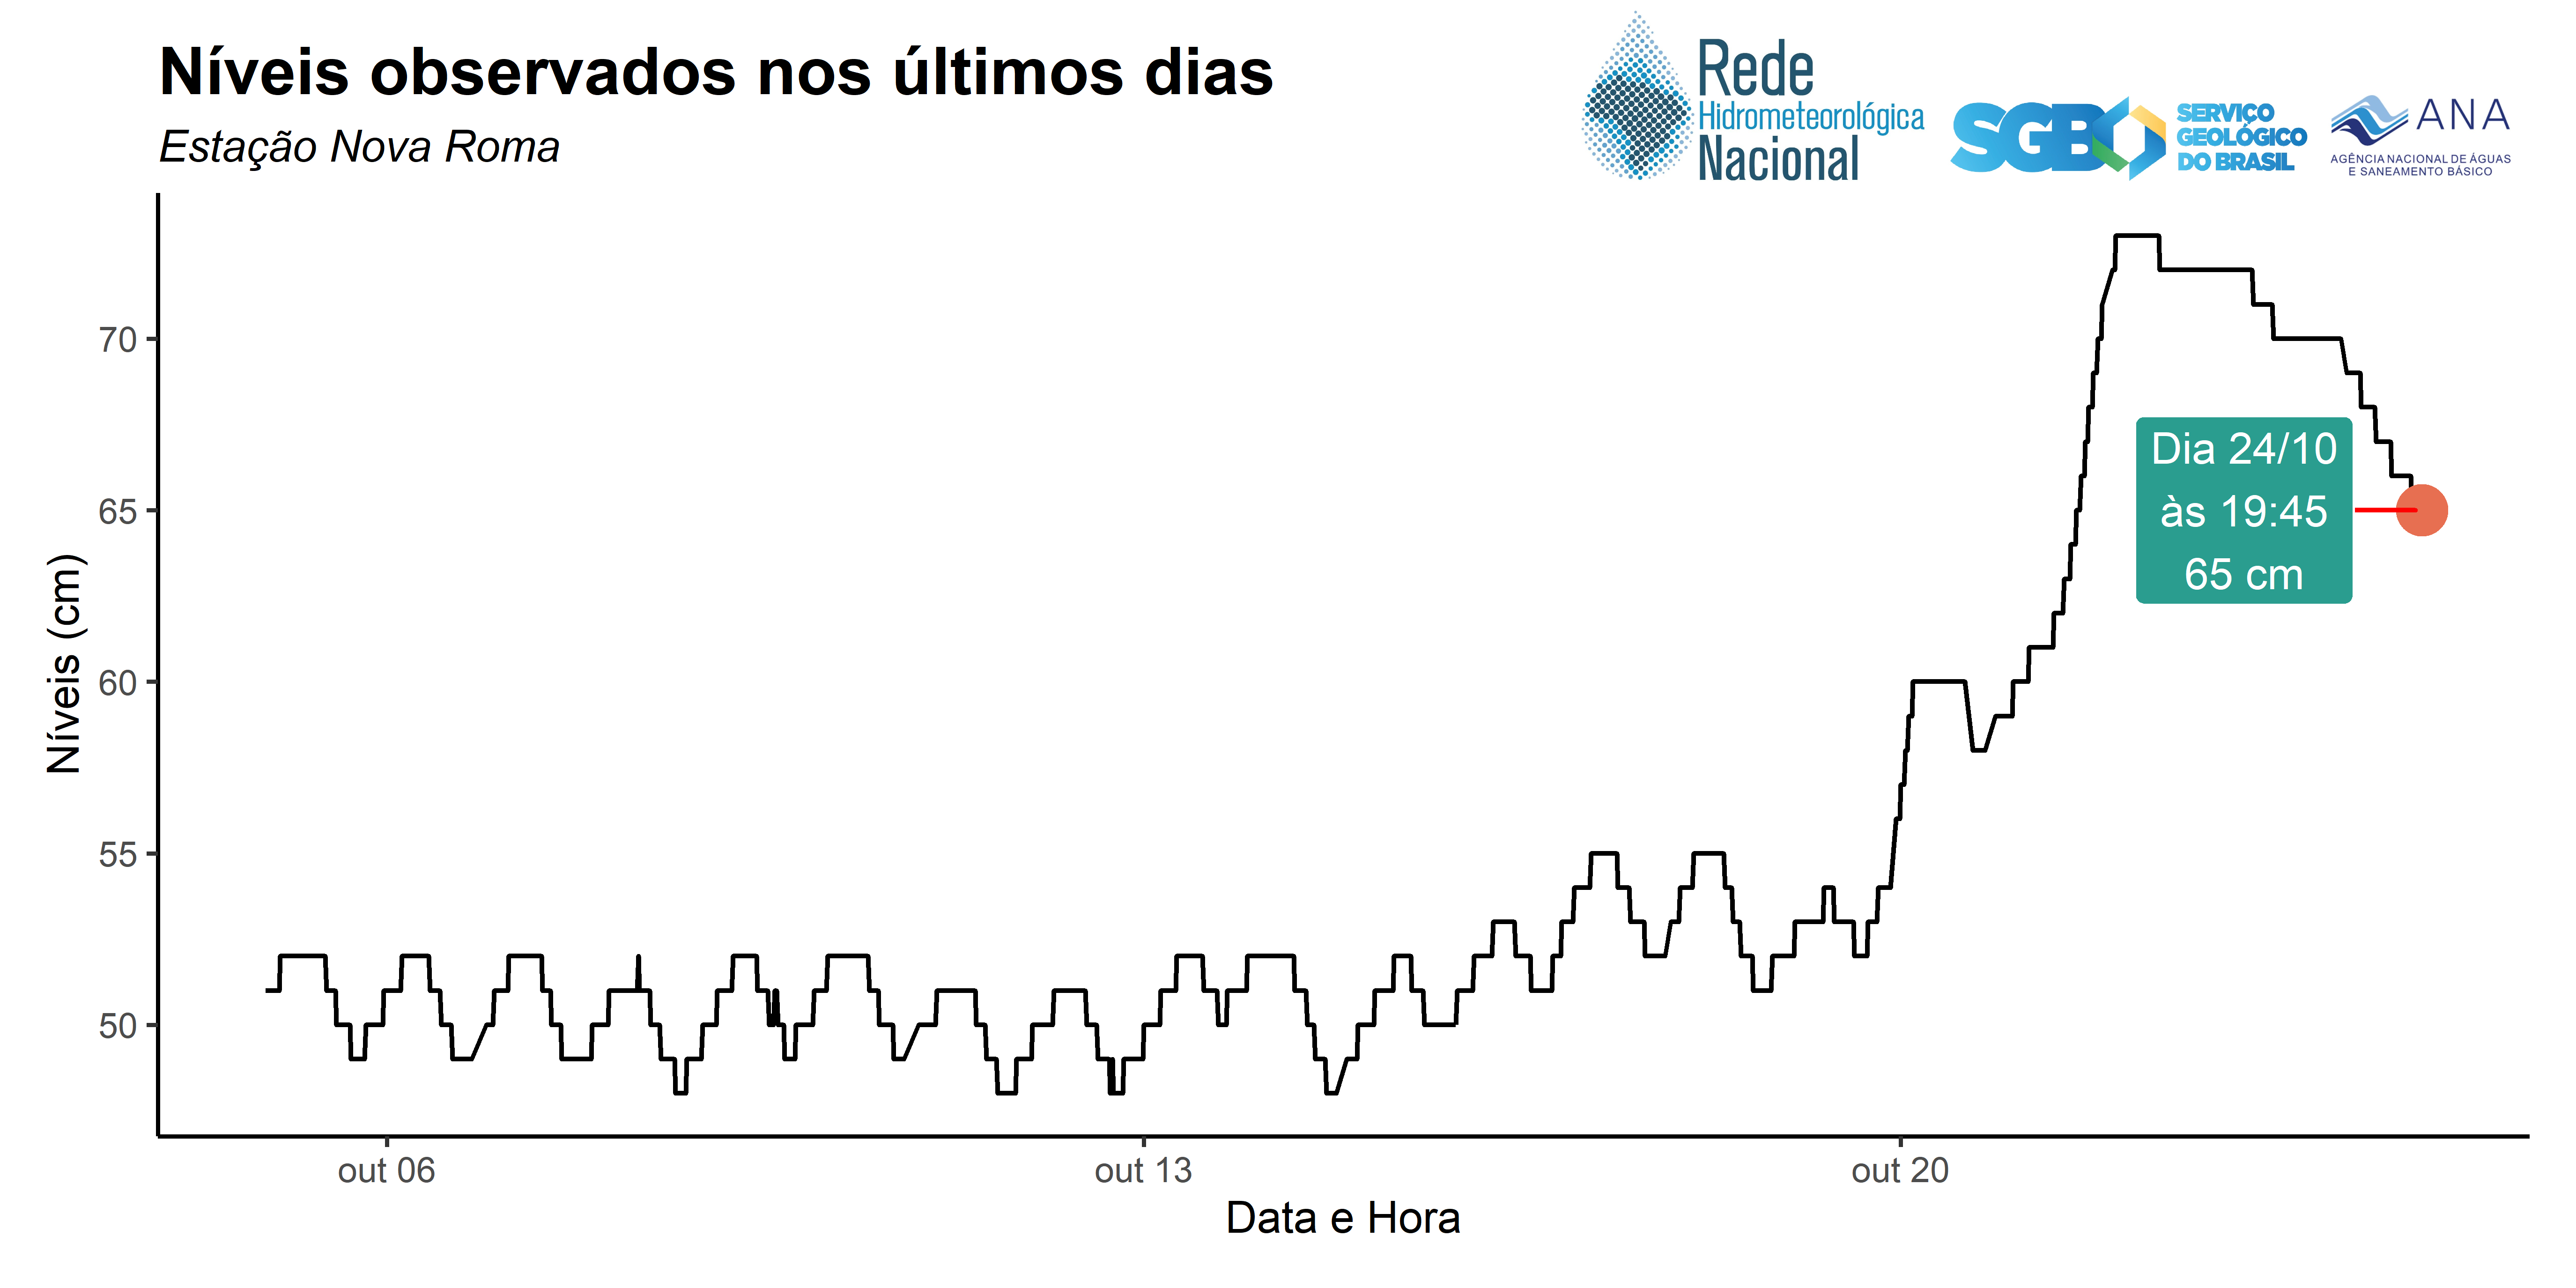 Níveis observados nos últimos dias
Estação Nova Roma
Rede
Hidrometeorológica
Nacional
SGB
SERVIÇO
GEOLÓGICO
DO BRASIL
ANA
AGÊNCIA NACIONAL DE ÁGUAS
E SANEAMENTO BÁSICO
Níveis (cm)
70
65
60
55
50
Dia 24/10
às 19:45
65 cm
out 06
out 13
out 20
Data e Hora